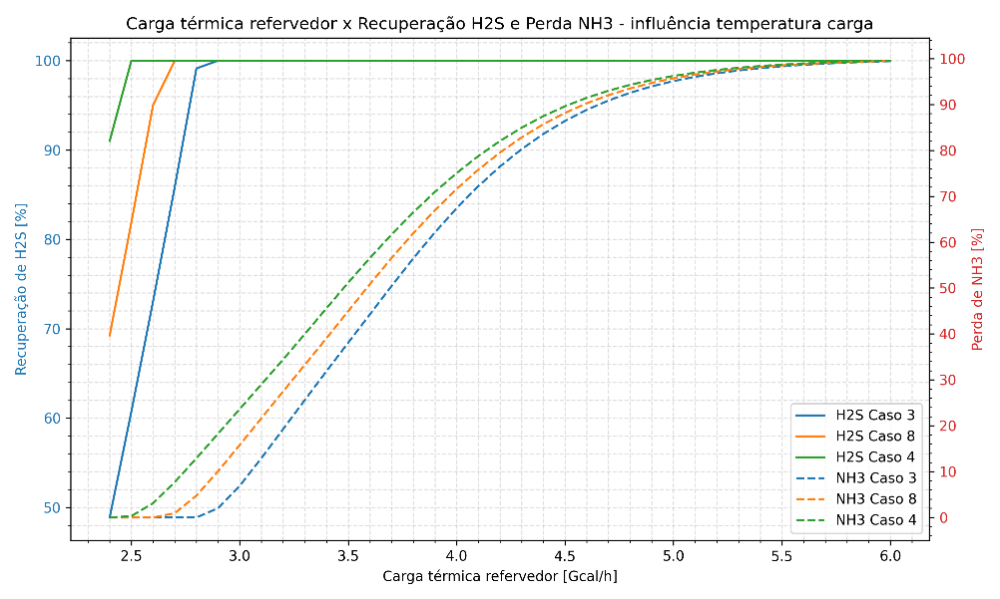 Carga térmica refervedor x Recuperação H2S e Perda NH3 - influência temperatura carga
Recuperação de H2S [%]
100
90
80
70
60
50
100
90
80
70
60
50
40
30
20
10
0
Perda de NH3 [%]
H2S Caso 3
H2S Caso 8
H2S Caso 4
NH3 Caso 3
NH3 Caso 8
NH3 Caso 4
2.5 3.0 3.5 4.0 4.5 5.0 5.5 6.0
Carga térmica refervedor [Gcal/h]